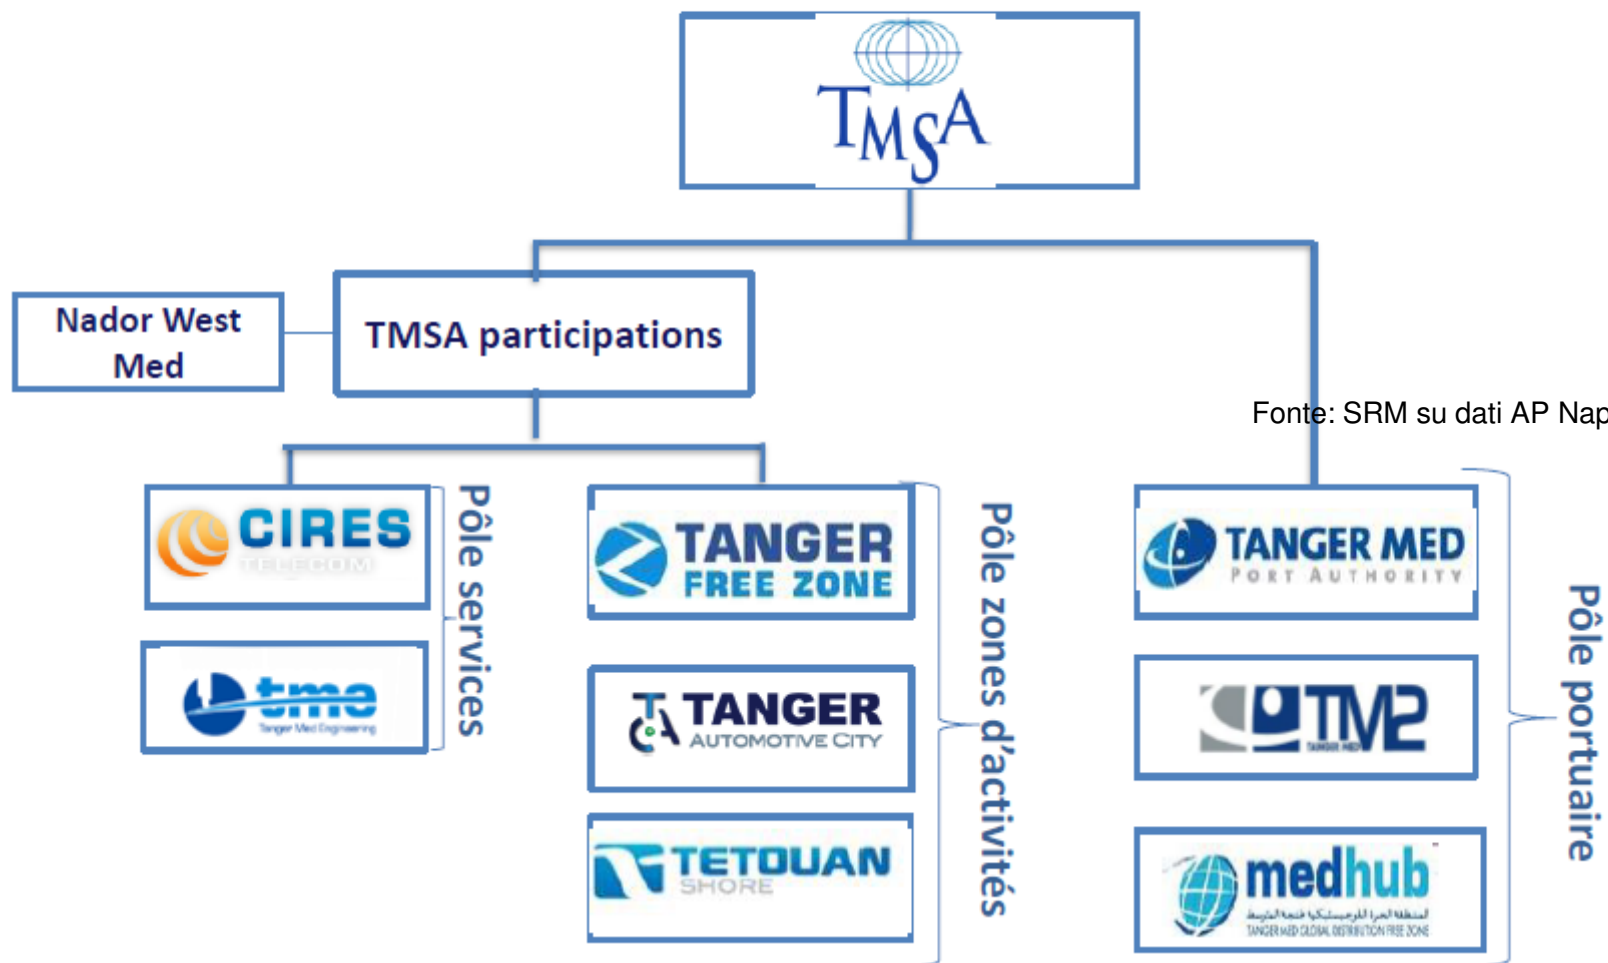 TMSA
Nador West
Med
TMSA participations
Fonte: SRM su dati AP Nap
CIRES
TELECOM
tme
Tanger Med Engineering
Pôle services
TANGER
FREE ZONE
TANGER
AUTOMOTIVE CITY
TETOUAN
SHORE
Pôle zones d'activités
TANGER MED
PORT AUTHORITY
TM2
TANGER MED
medhub
TANGER MED GLOBAL DISTRIBUTION FREE ZONE
Pôle portuaire